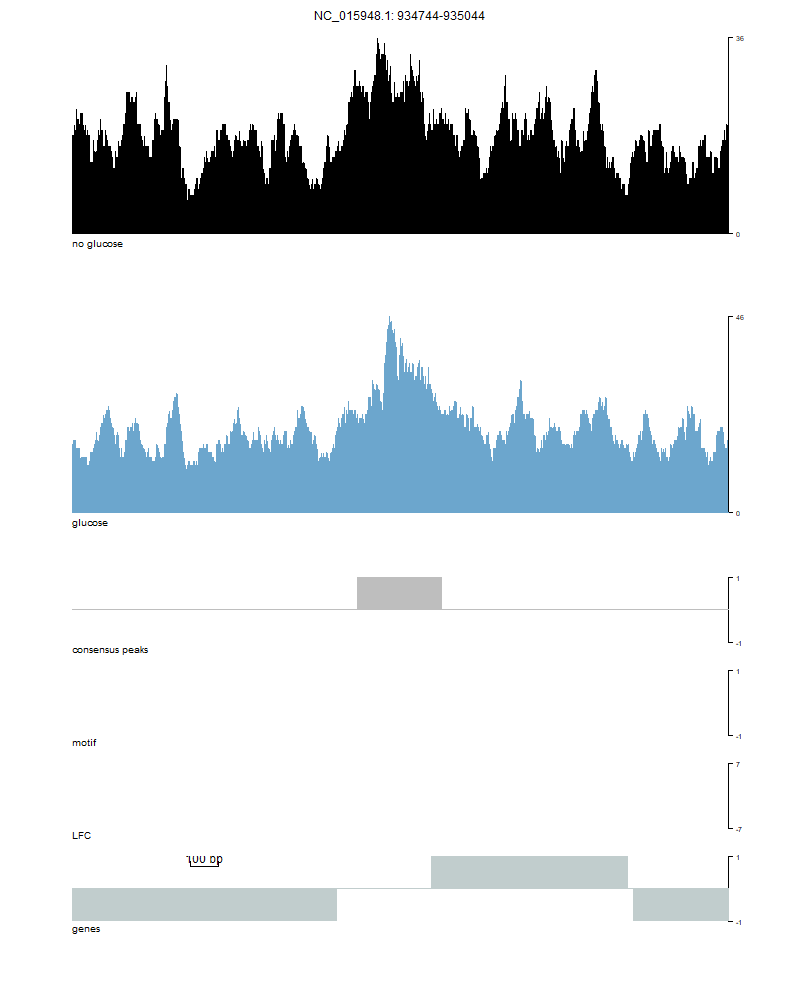 NC_015948.1: 934744-935044
36
0
no glucose
46
0
glucose
1
-1
consensus peaks
1
-1
motif
7
-7
LFC
100 bp
1
-1
genes